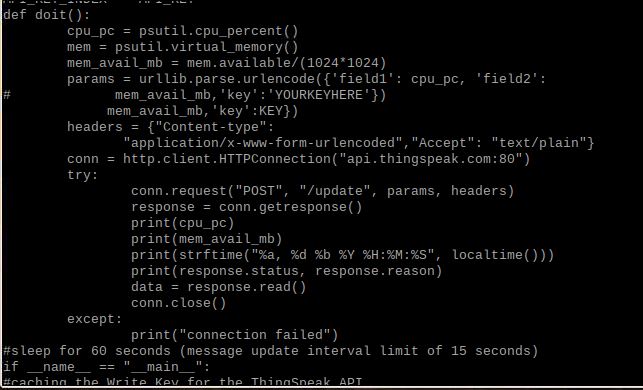 def doit():
        cpu_pc = psutil.cpu_percent()
        mem = psutil.virtual_memory()
        mem_avail_mb = mem.available/(1024*1024)
        params = urllib.parse.urlencode({'field1': cpu_pc, 'field2':
#             mem_avail_mb,'key':'YOURKEYHERE'})
             mem_avail_mb,'key':KEY})
        headers = {"Content-type":
               "application/x-www-form-urlencoded","Accept": "text/plain"}
        conn = http.client.HTTPConnection("api.thingspeak.com:80")
        try:
                conn.request("POST", "/update", params, headers)
                response = conn.getresponse()
                print(cpu_pc)
                print(mem_avail_mb)
                print(strftime("%a, %d %b %Y %H:%M:%S", localtime()))
                print(response.status, response.reason)
                data = response.read()
                conn.close()
        except:
                print("connection failed")
#sleep for 60 seconds (message update interval limit of 15 seconds)
if __name__ == "__main__":
#caching the Write Key for the ThingSpeak API